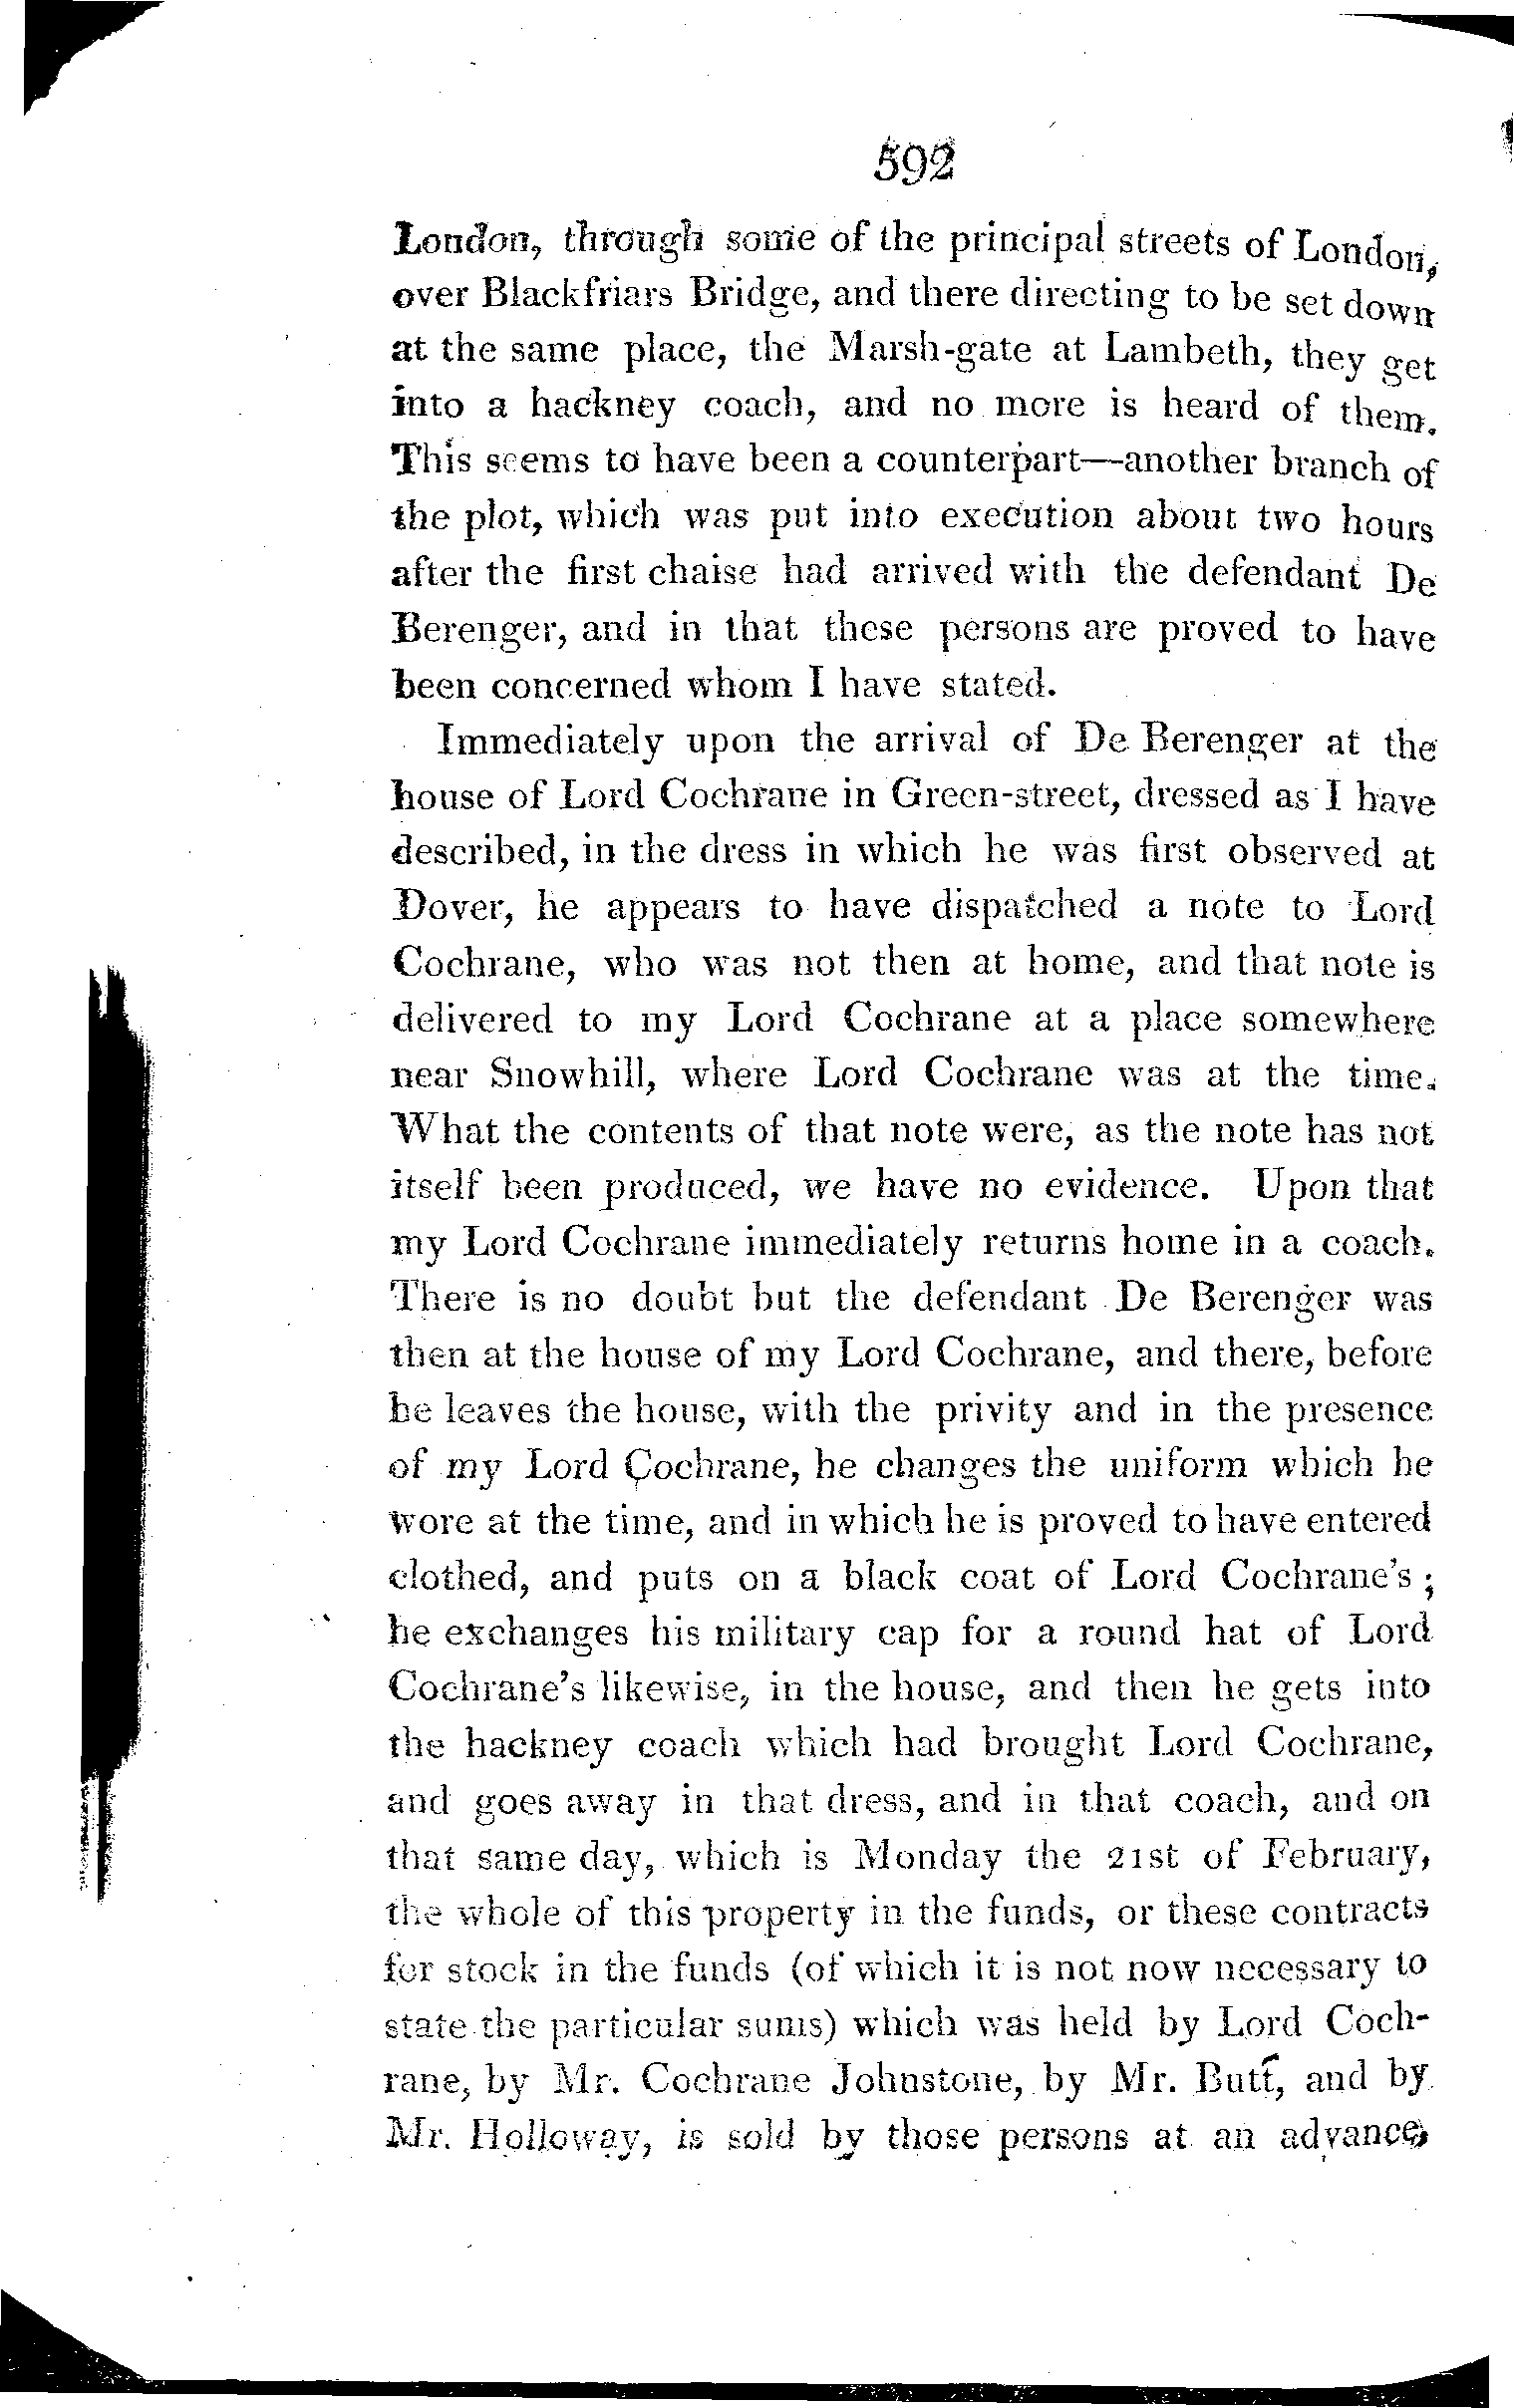 592
London, through some of the principal streets of London,
over Blackfriars Bridge, and there directing to be set down
at the same place, the Marsh-gate at Lambeth, they get
into a hackney coach, and no more is heard of them.
This seems to have been a counterpart—another branch of
the plot, which was put into execution about two hours
after the first chaise had arrived with the defendant De
Berenger, and in that these persons are proved to have
been concerned whom I have stated.
Immediately upon the arrival of De Berenger at the
house of Lord Cochrane in Green-street, dressed as I have
described, in the dress in which he was first observed at
Dover, he appears to have dispatched a note to Lord
Cochrane, who was not then at home, and that note is
delivered to my Lord Cochrane at a place somewhere
near Snowhill, where Lord Cochrane was at the time.
What the contents of that note were, as the note has not
itself been produced, we have no evidence. Upon that
my Lord Cochrane immediately returns home in a coach.
There is no doubt but the defendant De Berenger was
then at the house of my Lord Cochrane, and there, before
he leaves the house, with the privity and in the presence
of my Lord Cochrane, he changes the uniform which he
wore at the time, and in which he is proved to have entered
clothed, and puts on a black coat of Lord Cochrane's;
he exchanges his military cap for a round hat of Lord
Cochrane's likewise, in the house, and then he gets into
the hackney coach which had brought Lord Cochrane,
and goes away in that dress, and in that coach, and on
that same day, which is Monday the 21st of February,
the whole of this property in the funds, or these contracts
for stock in the funds (of which it is not now necessary to
state the particular sums) which was held by Lord Coch-
rane, by Mr. Cochrane Johnstone, by Mr. Butt, and by
Mr. Holloway, is sold by those persons at an advance